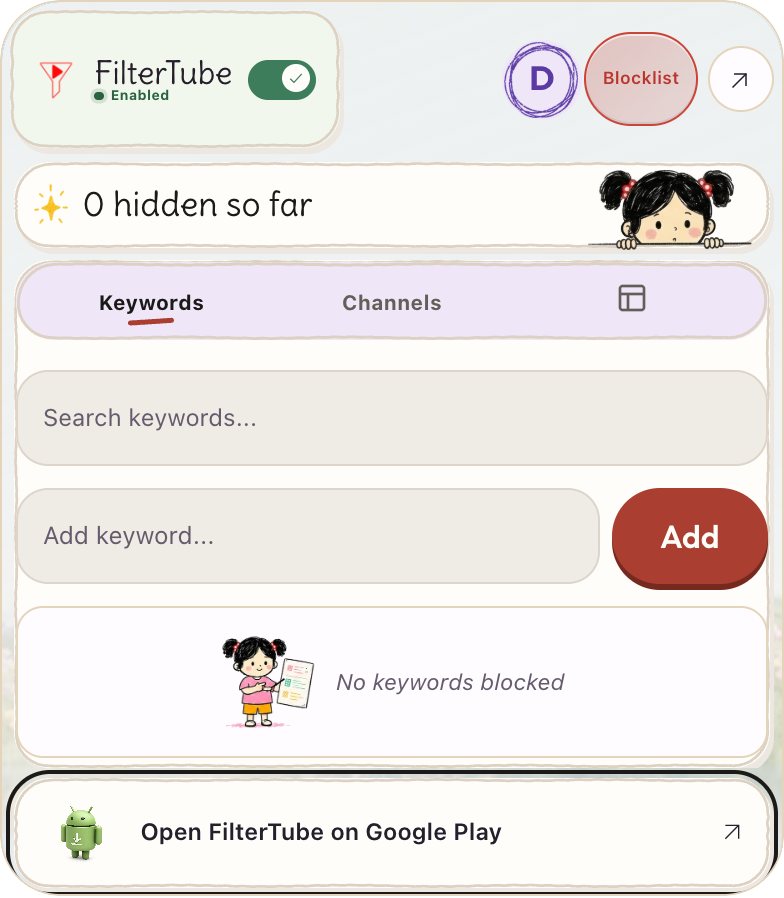 FilterTube
Enabled
D
Blocklist
0 hidden so far
Keywords
Channels
Search keywords...
Add keyword...
Add
No keywords blocked
Open FilterTube on Google Play